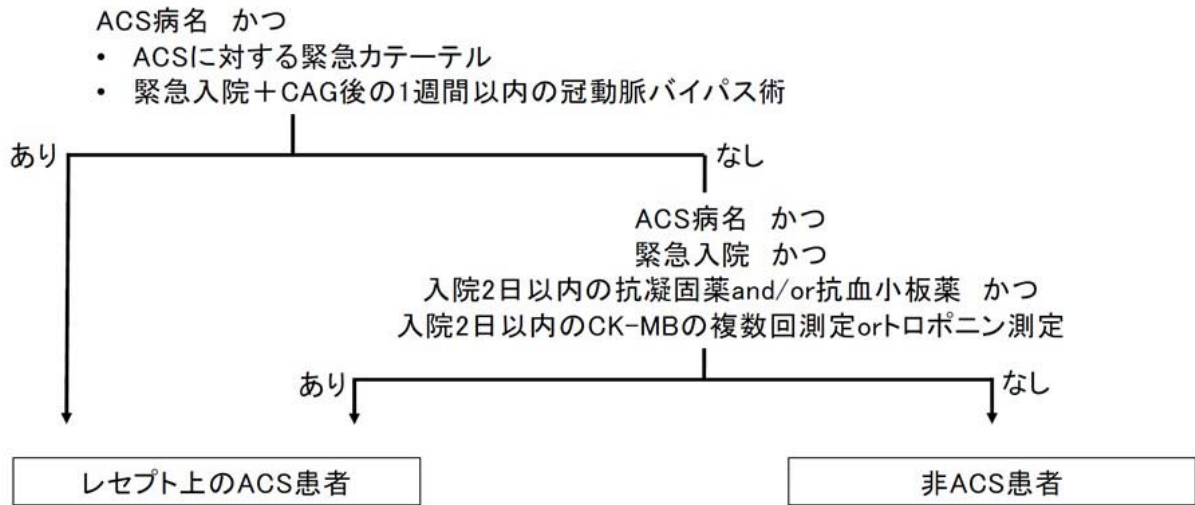 ACS病名　かつ
• ACSに対する緊急カテーテル
• 緊急入院＋CAG後の1週間以内の冠動脈バイパス術
あり
なし
ACS病名　かつ
緊急入院　かつ
入院2日以内の抗凝固薬and/or抗血小板薬　かつ
入院2日以内のCK-MBの複数回測定orトロポニン測定
あり
なし
レセプト上のACS患者
非ACS患者